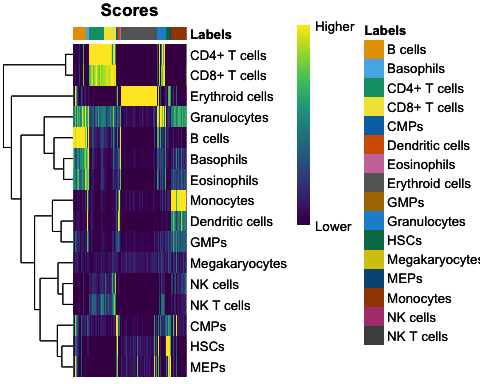 Scores
Labels
CD4+ T cells
CD8+ T cells
Erythroid cells
Granulocytes
B cells
Basophils
Eosinophils
Monocytes
Dendritic cells
GMPs
Megakaryocytes
NK cells
NK T cells
CMPs
HSCs
MEPs
Higher
Lower
Labels
B cells
Basophils
CD4+ T cells
CD8+ T cells
CMPs
Dendritic cells
Eosinophils
Erythroid cells
GMPs
Granulocytes
HSCs
Megakaryocytes
MEPs
Monocytes
NK cells
NK T cells